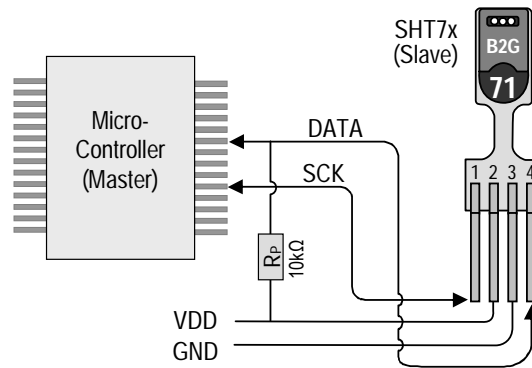 SHT7x
(Slave)
B2G
71
Micro-
Controller
(Master)
DATA
SCK
1 2 3 4
RP
10kΩ
VDD
GND